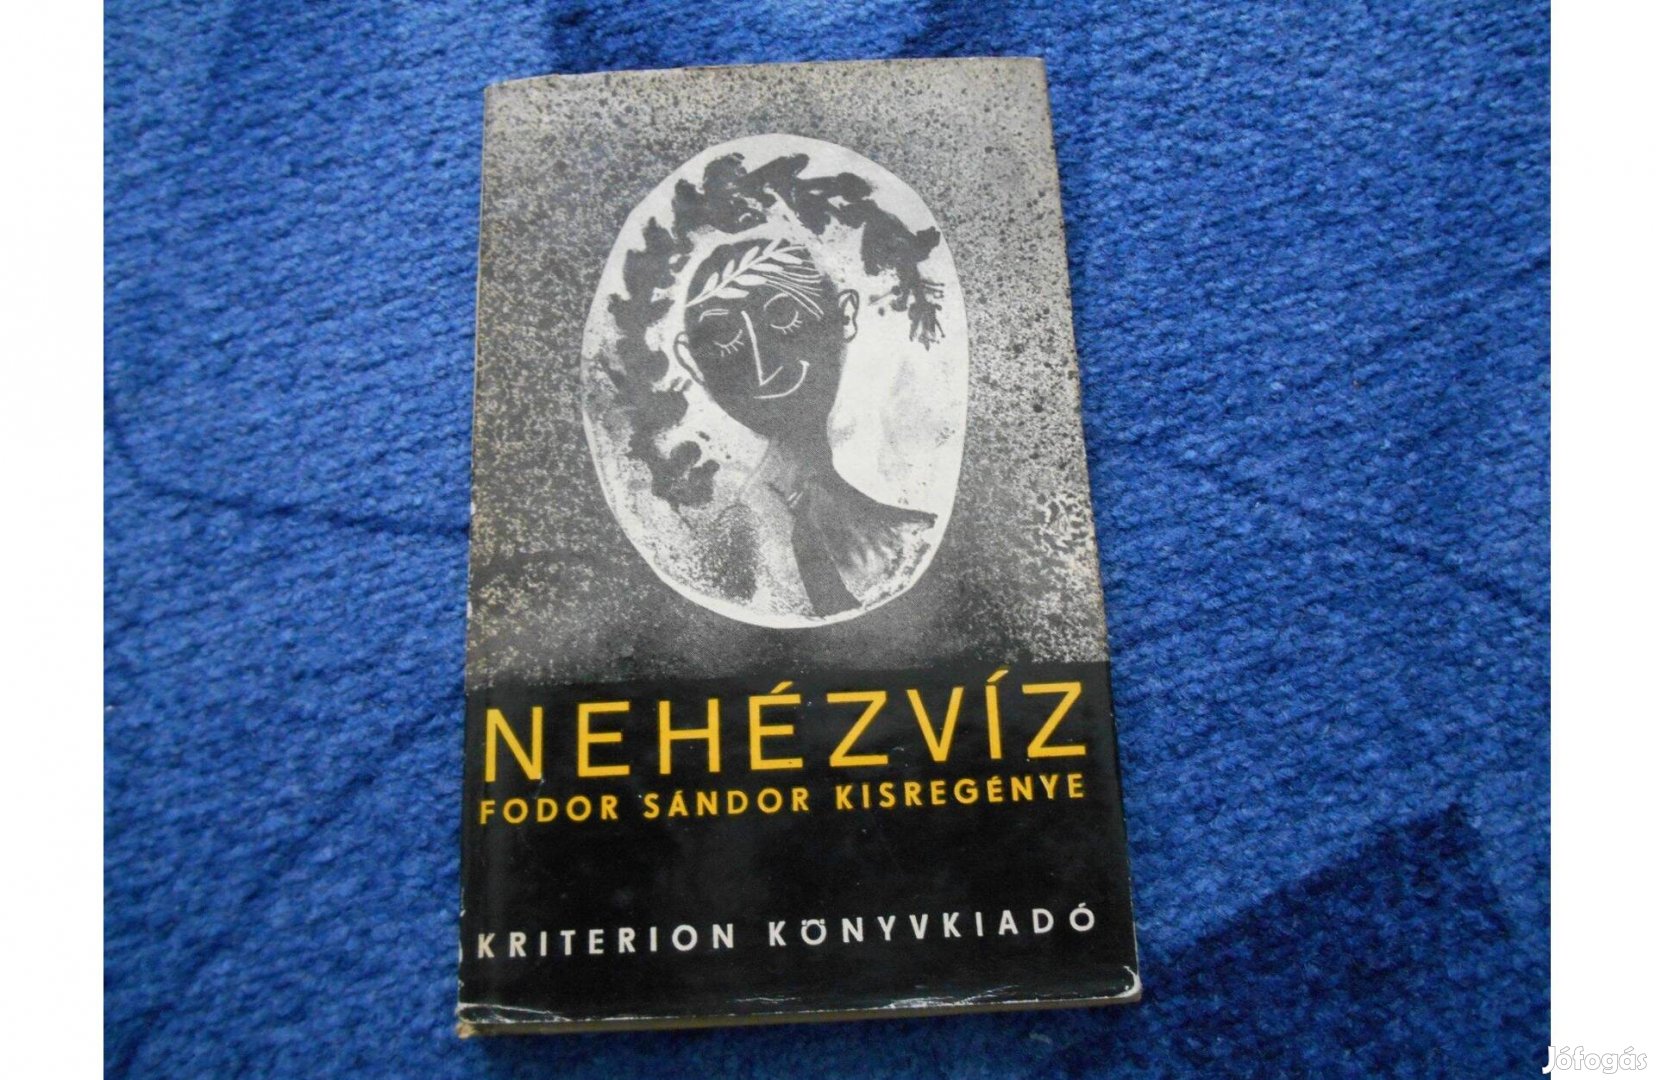 NEHÉZVÍZ
FODOR SÁNDOR KISREGÉNYE
KRITERION KÖNYVKIADÓ
Jófogás